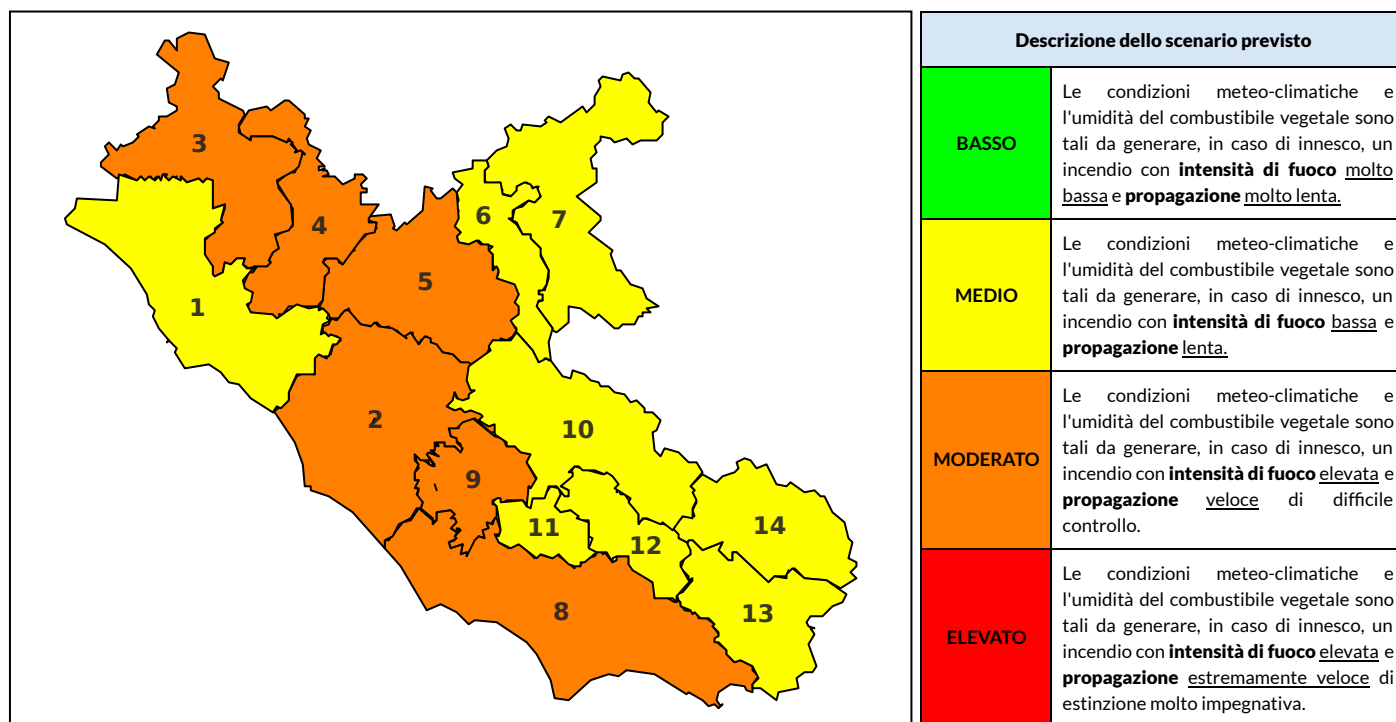 3
4
6
7
5
1
2
10
9
11
12
14
8
13
Descrizione dello scenario previsto
BASSO
Le condizioni meteo-climatiche e
l'umidità del combustibile vegetale sono
tali da generare, in caso di innesco, un
incendio con intensità di fuoco molto
bassa e propagazione molto lenta.
MEDIO
Le condizioni meteo-climatiche e
l'umidità del combustibile vegetale sono
tali da generare, in caso di innesco, un
incendio con intensità di fuoco bassa e
propagazione lenta.
MODERATO
Le condizioni meteo-climatiche e
l'umidità del combustibile vegetale sono
tali da generare, in caso di innesco, un
incendio con intensità di fuoco elevata e
propagazione veloce di difficile
controllo.
ELEVATO
Le condizioni meteo-climatiche e
l'umidità del combustibile vegetale sono
tali da generare, in caso di innesco, un
incendio con intensità di fuoco elevata e
propagazione estremamente veloce di
estinzione molto impegnativa.